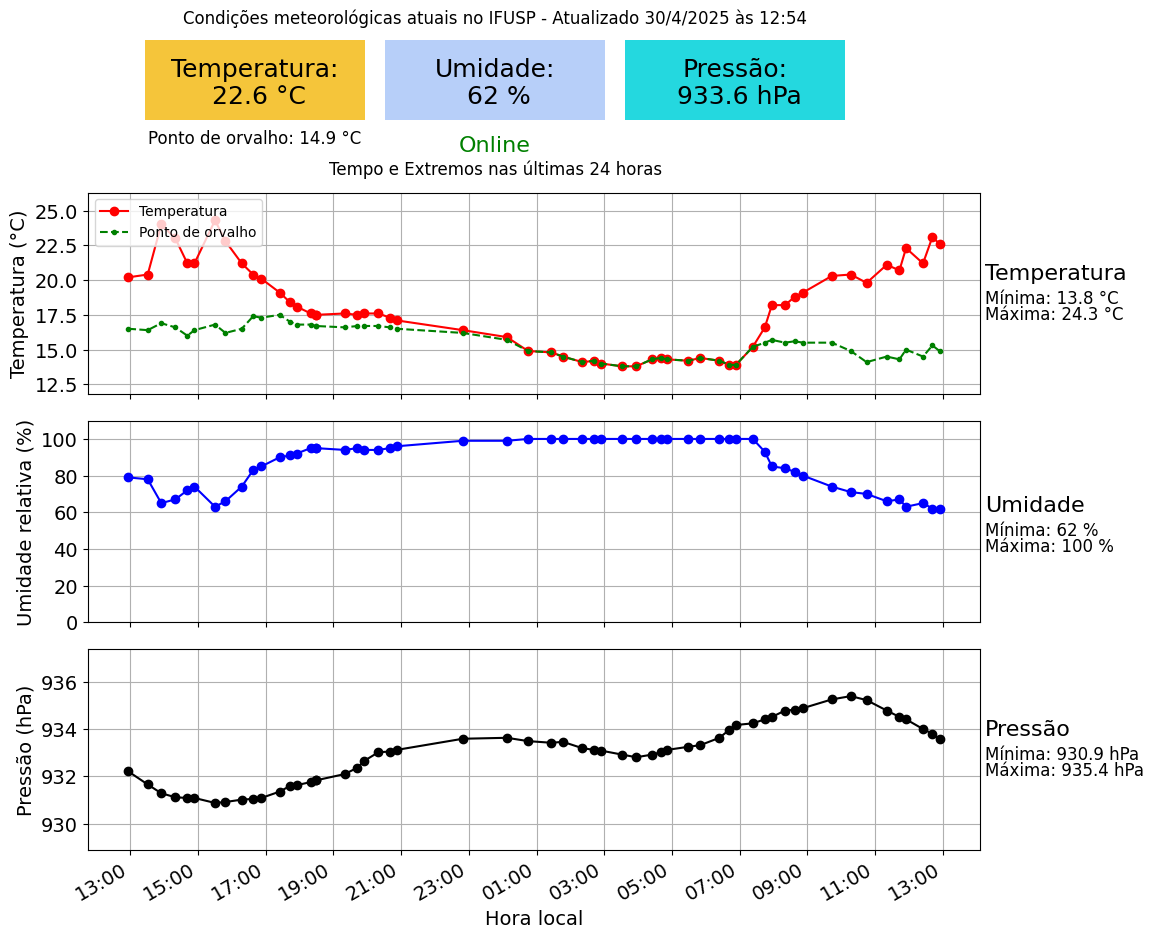 Condições meteorológicas atuais no IFUSP - Atualizado 30/4/2025 às 12:54
Temperatura:
22.6 °C
Umidade:
62 %
Pressão:
933.6 hPa
Ponto de orvalho: 14.9 °C
Online
Tempo e Extremos nas últimas 24 horas
Temperatura (°C)
25.0
22.5
20.0
17.5
15.0
12.5
Temperatura
Ponto de orvalho
Temperatura
Mínima: 13.8 °C
Máxima: 24.3 °C
Umidade relativa (%)
100
80
60
40
20
0
Umidade
Mínima: 62 %
Máxima: 100 %
Pressão (hPa)
936
934
932
930
Pressão
Mínima: 930.9 hPa
Máxima: 935.4 hPa
13:00
15:00
17:00
19:00
21:00
23:00
01:00
03:00
05:00
07:00
09:00
11:00
13:00
Hora local